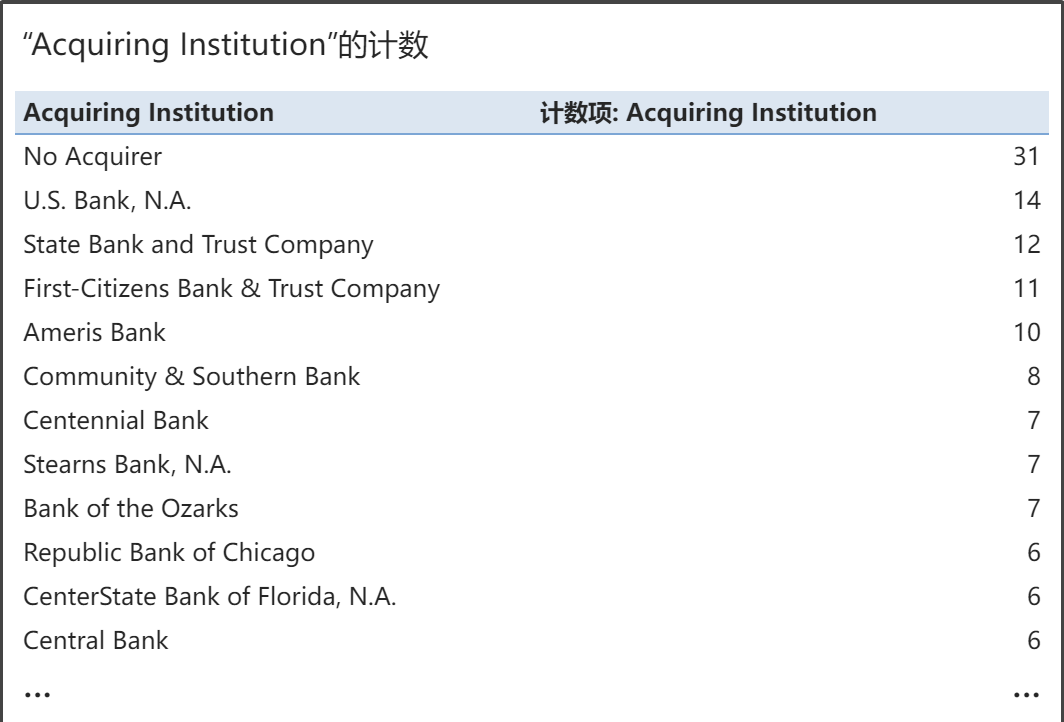 “Acquiring Institution”的计数
Acquiring Institution 计数项: Acquiring Institution
No Acquirer 31
U.S. Bank, N.A. 14
State Bank and Trust Company 12
First-Citizens Bank & Trust Company 11
Ameris Bank 10
Community & Southern Bank 8
Centennial Bank 7
Stearns Bank, N.A. 7
Bank of the Ozarks 7
Republic Bank of Chicago 6
CenterState Bank of Florida, N.A. 6
Central Bank 6
... ...